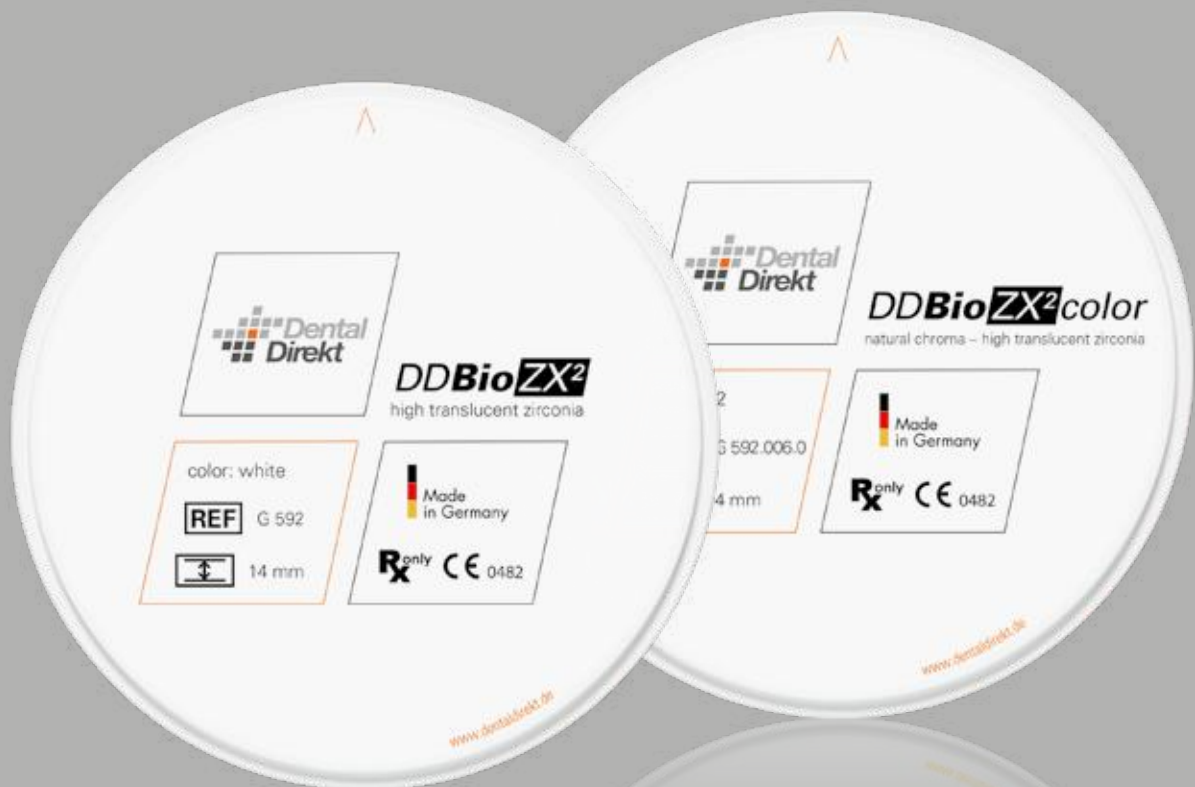 Dental
Direkt
DDBioZX²
high translucent zirconia
color: white
REF G 592
14 mm
Made
in Germany
Rx only CE 0482
www.dentaldirekt.de
Dental
Direkt
DDBioZX²color
natural chroma – high translucent zirconia
2
G 592.006.0
4 mm
Made
in Germany
Rx only CE 0482
www.dentaldirekt.de